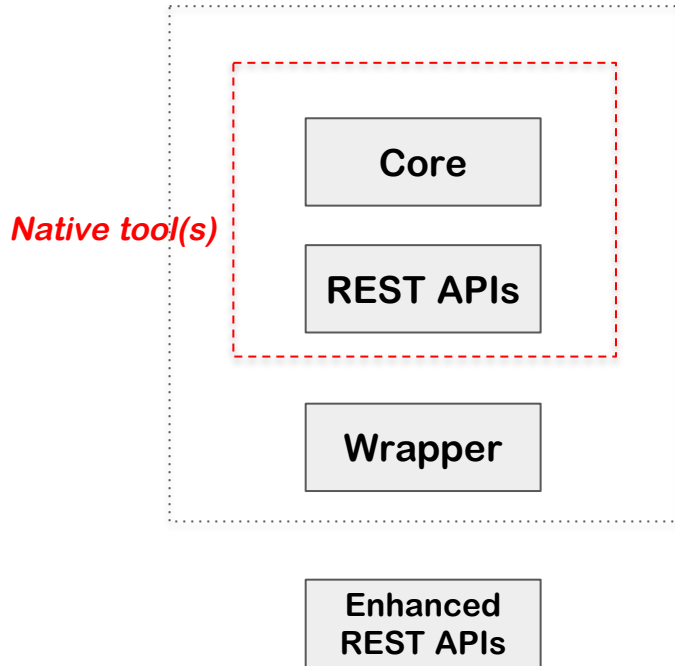 Core
Native tool(s)
REST APIs
Wrapper
Enhanced
REST APIs